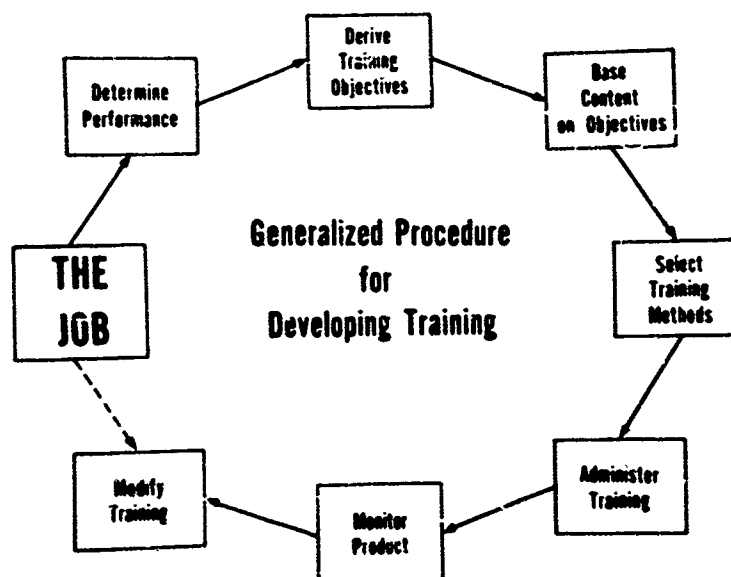 Derive
Training
Objectives
Determine
Performance
Base
Content
on Objectives
THE
JOB
Generalized Procedure
for
Developing Training
Select
Training
Methods
Administer
Training
Monitor
Product
Modify
Training